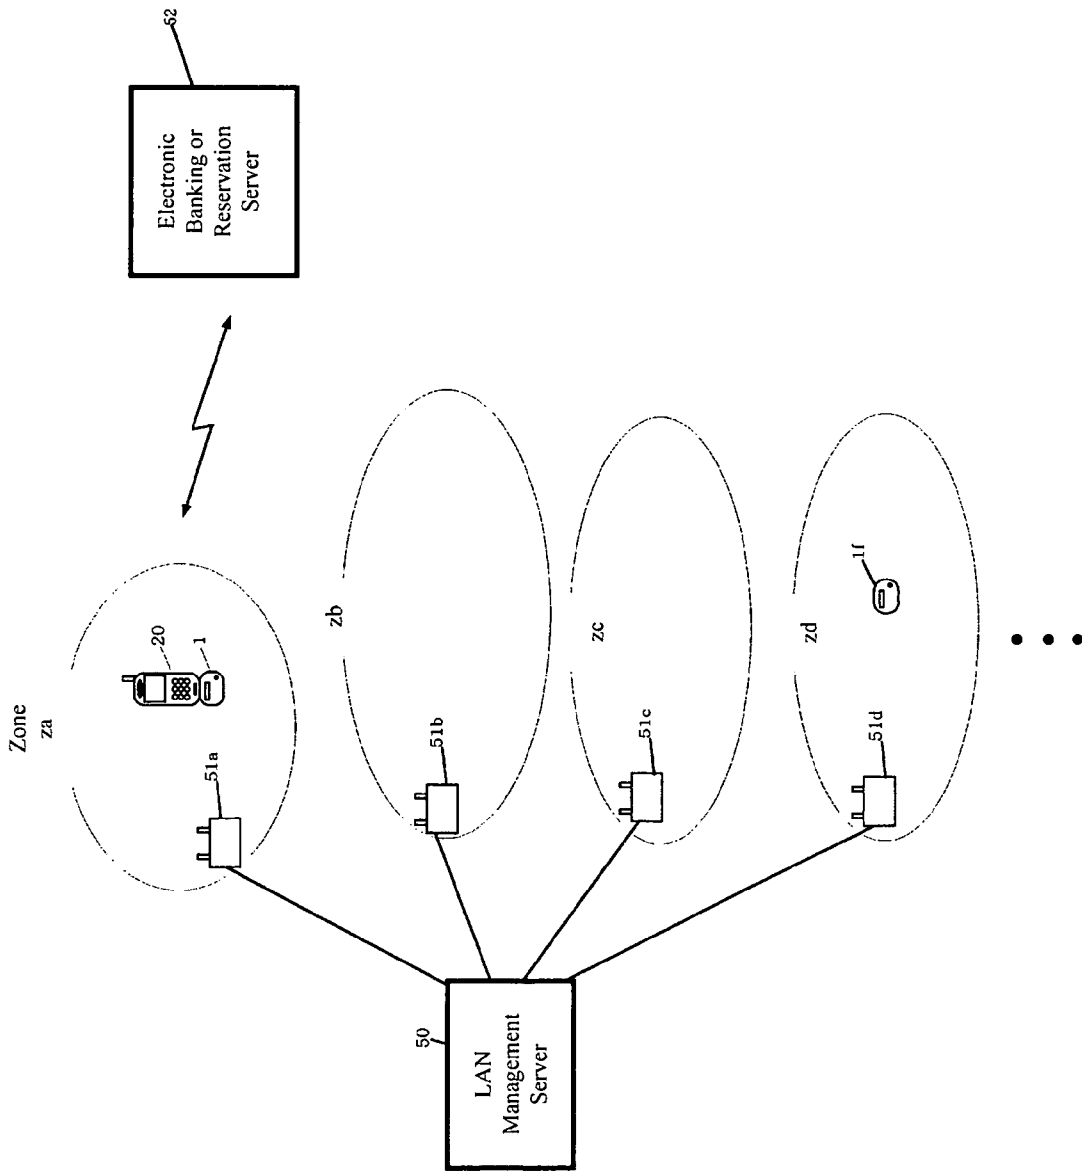 52
Electronic
Banking or
Reservation
Server
Zone
za
20
1
51a
zb
51b
zc
51c
zd
1f
51d
50
LAN
Management
Server